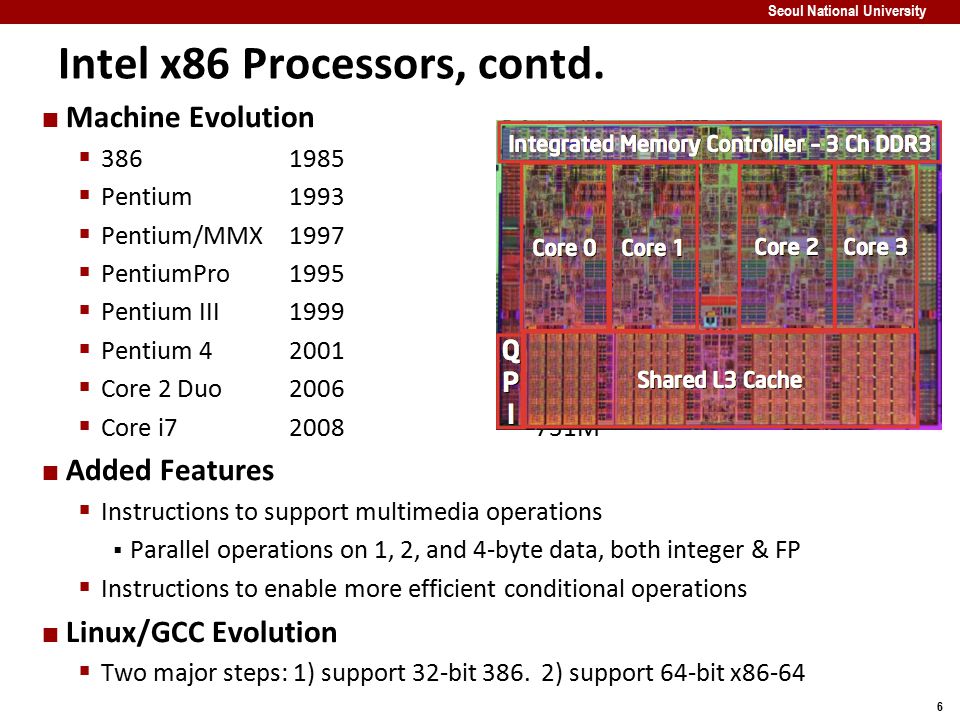 Seoul National University
Intel x86 Processors, contd.
Machine Evolution
386 1985
Pentium 1993
Pentium/MMX 1997
PentiumPro 1995
Pentium III 1999
Pentium 4 2001
Core 2 Duo 2006
Core i7 2008
Integrated Memory Controller – 3 Ch DDR3
Core 0 Core 1 Core 2 Core 3
QPI
Shared L3 Cache
Added Features
Instructions to support multimedia operations
Parallel operations on 1, 2, and 4-byte data, both integer & FP
Instructions to enable more efficient conditional operations
Linux/GCC Evolution
Two major steps: 1) support 32-bit 386. 2) support 64-bit x86-64
6